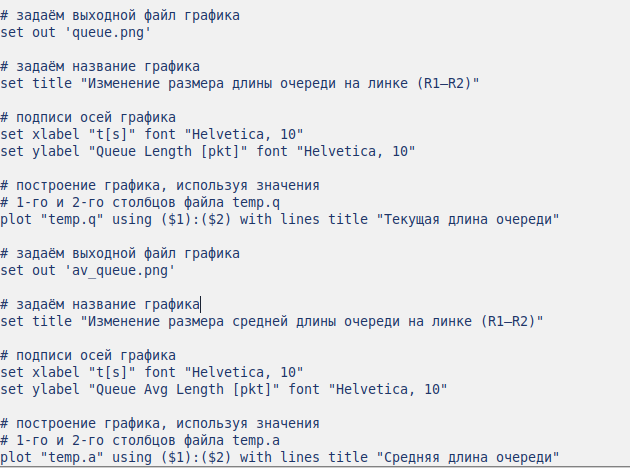 # задаём выходной файл графика
set out 'queue.png'
# задаём название графика
set title "Изменение размера длины очереди на линке (R1–R2)"
# подписи осей графика
set xlabel "t[s]" font "Helvetica, 10"
set ylabel "Queue Length [pkt]" font "Helvetica, 10"
# построение графика, используя значения
# 1-го и 2-го столбцов файла temp.q
plot "temp.q" using ($1):($2) with lines title "Текущая длина очереди"
# задаём выходной файл графика
set out 'av_queue.png'
# задаём название графика
set title "Изменение размера средней длины очереди на линке (R1–R2)"
# подписи осей графика
set xlabel "t[s]" font "Helvetica, 10"
set ylabel "Queue Avg Length [pkt]" font "Helvetica, 10"
# построение графика, используя значения
# 1-го и 2-го столбцов файла temp.a
plot "temp.a" using ($1):($2) with lines title "Средняя длина очереди"